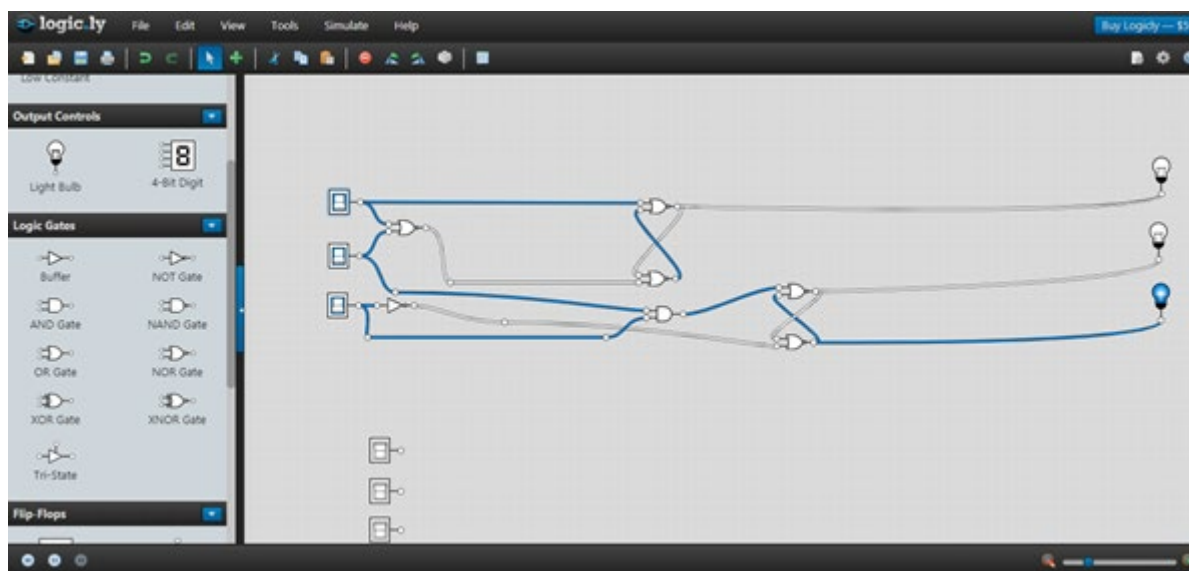 logic.ly File Edit View Tools Simulate Help Buy Logicly — $5
Low Constant
Output Controls
Light Bulb 4-Bit Digit
Logic Gates
Buffer NOT Gate
AND Gate NAND Gate
OR Gate NOR Gate
XOR Gate XNOR Gate
Tri-State
Flip-Flops